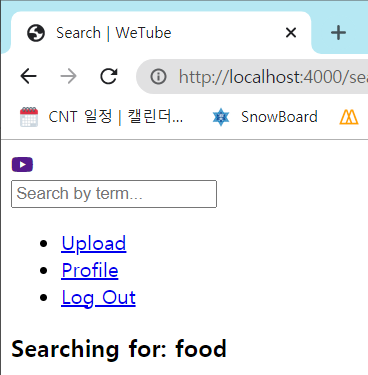 Search | WeTube
http://localhost:4000/sea
CNT 일정 | 캘린더... SnowBoard
Search by term...
Upload
Profile
Log Out
Searching for: food